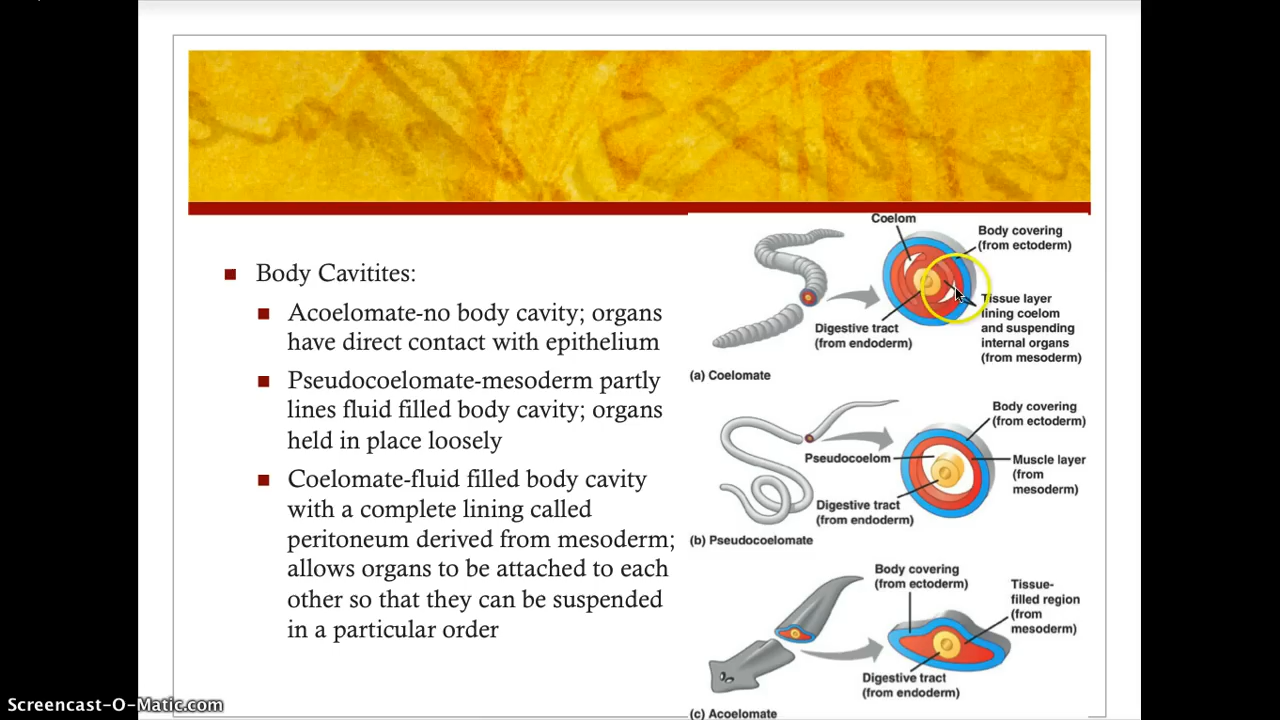 Body Cavitites:
Acoelomate-no body cavity; organs
have direct contact with epithelium
Pseudocoelomate-mesoderm partly
lines fluid filled body cavity; organs
held in place loosely
Coelomate-fluid filled body cavity
with a complete lining called
peritoneum derived from mesoderm;
allows organs to be attached to each
other so that they can be suspended
in a particular order
Coelom
Body covering
(from ectoderm)
Tissue layer
lining coelom
and suspending
internal organs
(from mesoderm)
Digestive tract
(from endoderm)
(a) Coelomate
Body covering
(from ectoderm)
Pseudocoelom
Muscle layer
(from
mesoderm)
Digestive tract
(from endoderm)
(b) Pseudocoelomate
Body covering
(from ectoderm)
Tissue-
filled region
(from
mesoderm)
Digestive tract
(from endoderm)
(c) Acoelomate
Screencast-O-Matic.com